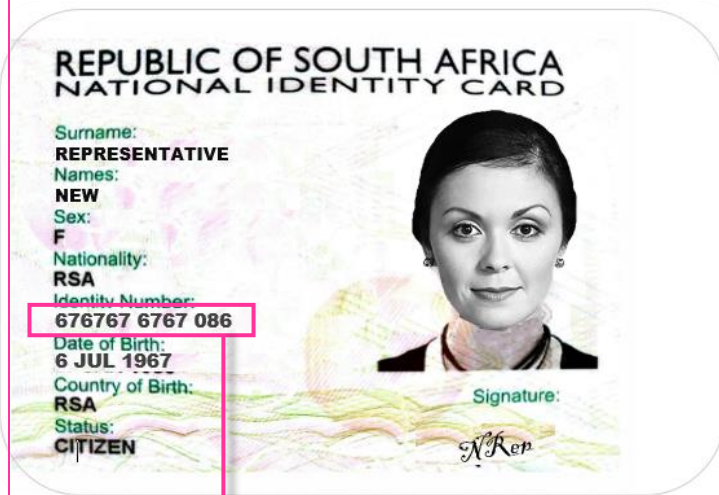 REPUBLIC OF SOUTH AFRICA
NATIONAL IDENTITY CARD
Surname:
REPRESENTATIVE
Names:
NEW
Sex:
F
Nationality:
RSA
Identity Number:
676767 6767 086
Date of Birth:
6 JUL 1967
Country of Birth:
RSA
Status:
CITIZEN
Signature:
NRep